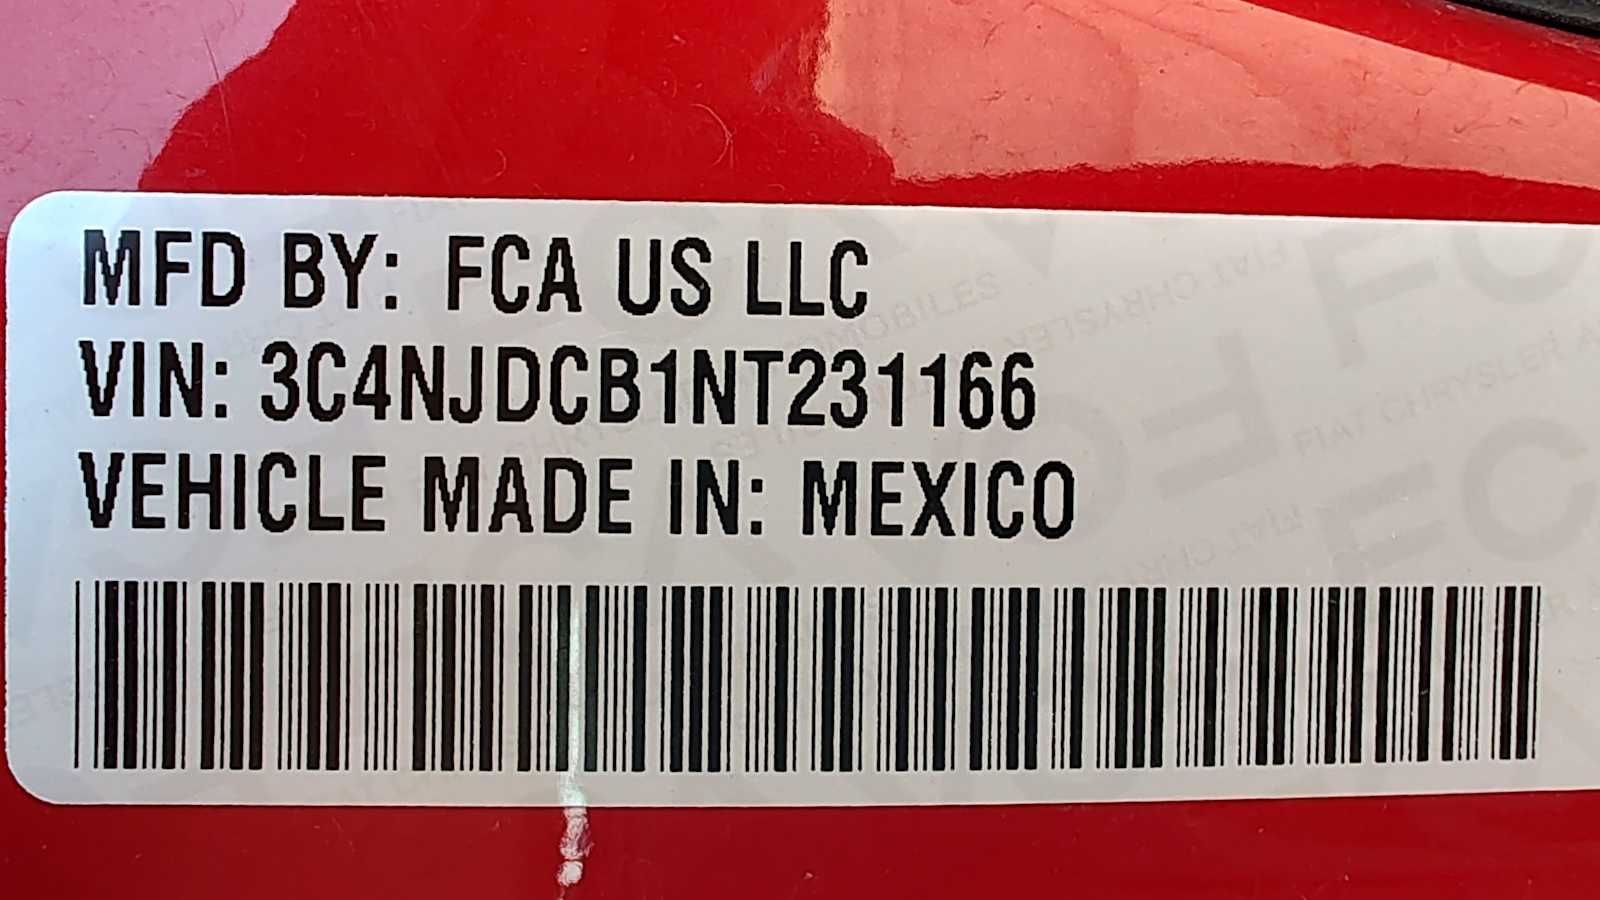 MFD BY: FCA US LLC
VIN: 3C4NJDCB1NT231166
VEHICLE MADE IN: MEXICO